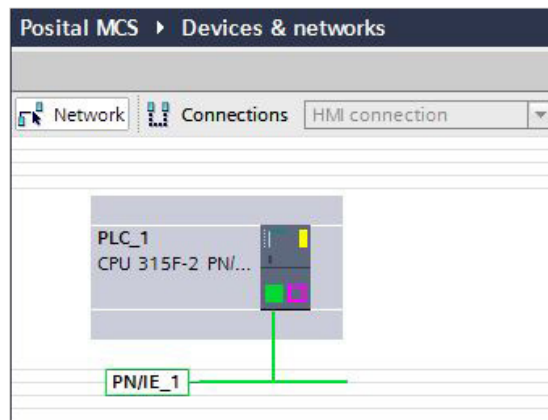 Posital MCS ▸ Devices & networks
Network Connections HMI connection
PLC_1
CPU 315F-2 PN/...
PN/IE_1